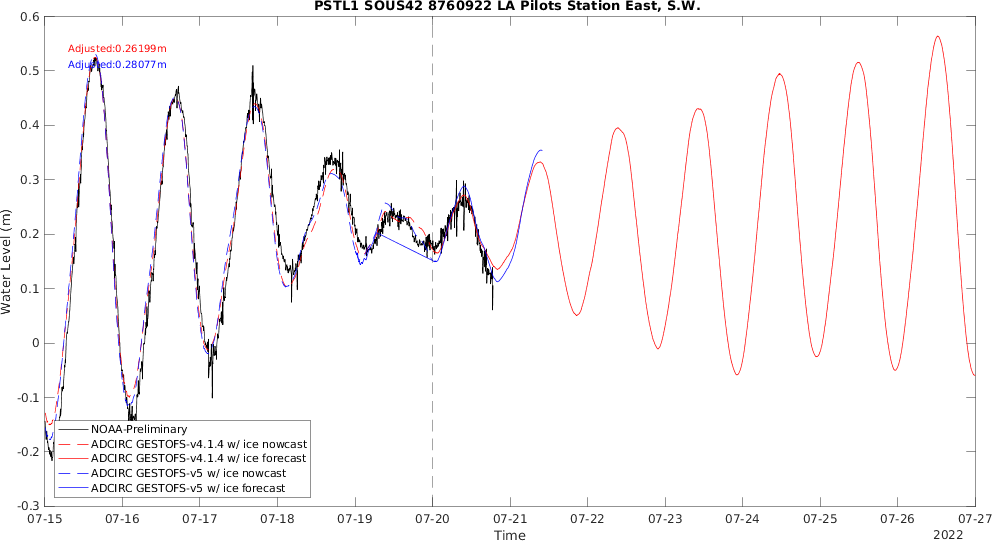 PSTL1 SOUS42 8760922 LA Pilots Station East, S.W.
Adjusted:0.26199m
Adjusted:0.28077m
Water Level (m)
0.6
0.5
0.4
0.3
0.2
0.1
0
-0.1
-0.2
-0.3
NOAA-Preliminary
ADCIRC GESTOFS-v4.1.4 w/ ice nowcast
ADCIRC GESTOFS-v4.1.4 w/ ice forecast
ADCIRC GESTOFS-v5 w/ ice nowcast
ADCIRC GESTOFS-v5 w/ ice forecast
07-15 07-16 07-17 07-18 07-19 07-20 07-21 07-22 07-23 07-24 07-25 07-26 07-27
Time
2022